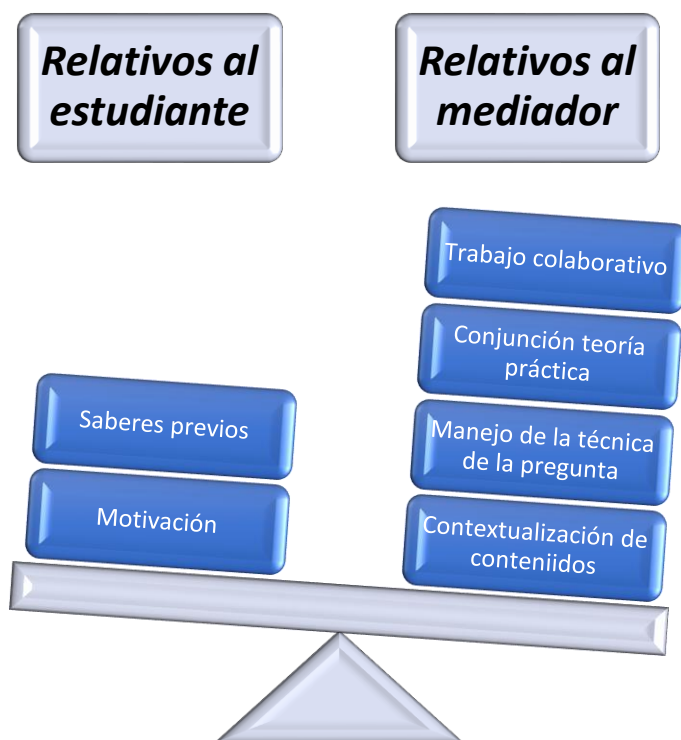 Relativos al
estudiante
Relativos al
mediador
Saberes previos
Motivación
Trabajo colaborativo
Conjunción teoría
práctica
Manejo de la técnica
de la pregunta
Contextualización de
conteniidos